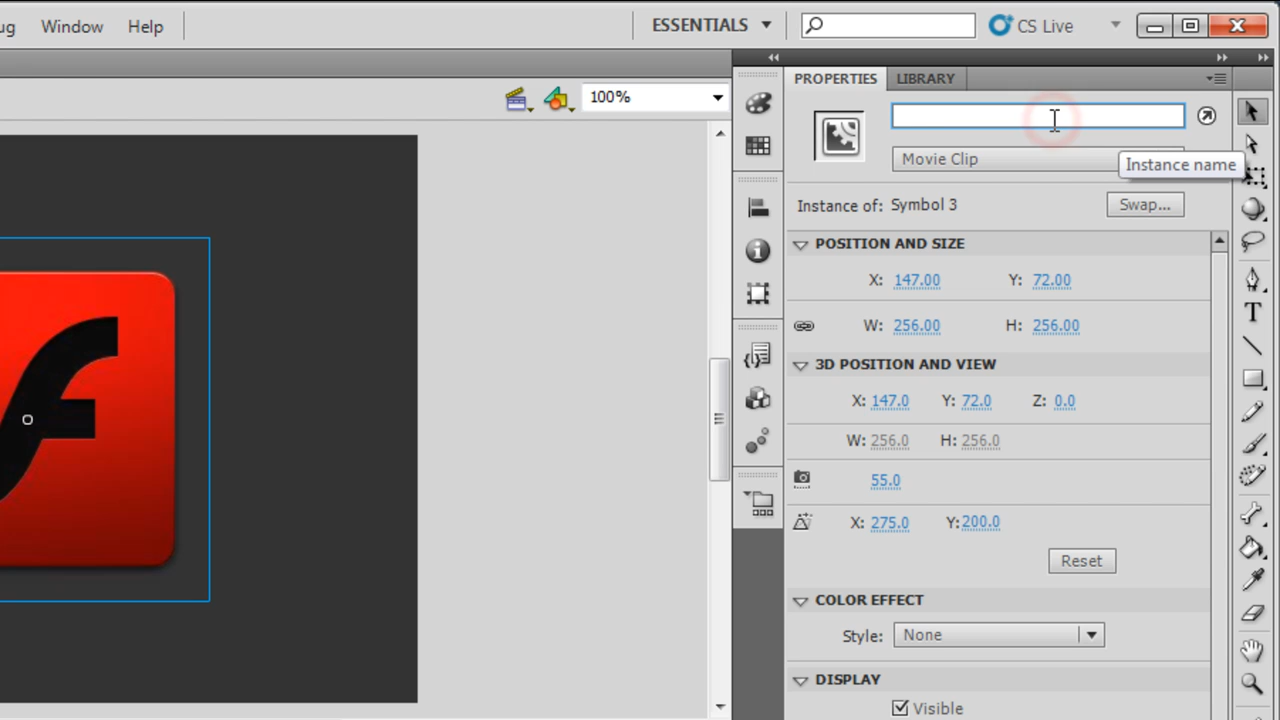 ug Window Help ESSENTIALS CS Live
PROPERTIES LIBRARY
100%
Movie Clip
Instance name
Instance of: Symbol 3 Swap...
POSITION AND SIZE
X: 147.00 Y: 72.00
W: 256.00 H: 256.00
3D POSITION AND VIEW
X: 147.0 Y: 72.0 Z: 0.0
W: 256.0 H: 256.0
55.0
X: 275.0 Y: 200.0
Reset
COLOR EFFECT
Style: None
DISPLAY
Visible